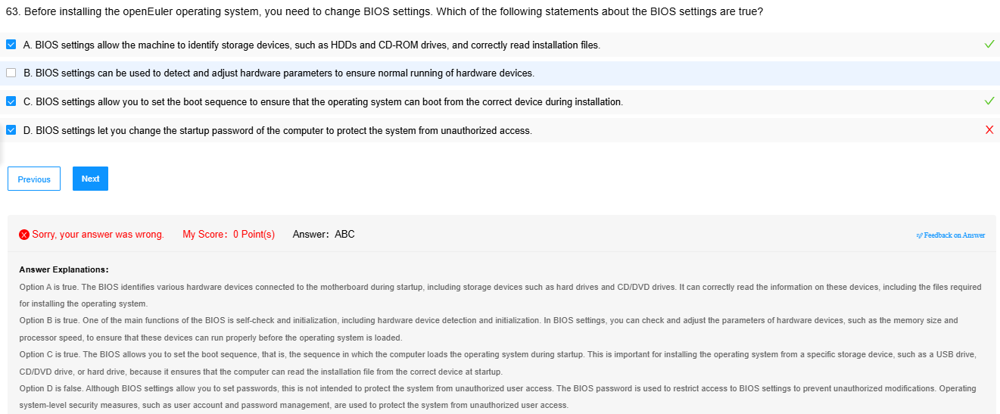 63. Before installing the openEuler operating system, you need to change BIOS settings. Which of the following statements about the BIOS settings are true?
A. BIOS settings allow the machine to identify storage devices, such as HDDs and CD-ROM drives, and correctly read installation files.
B. BIOS settings can be used to detect and adjust hardware parameters to ensure normal running of hardware devices.
C. BIOS settings allow you to set the boot sequence to ensure that the operating system can boot from the correct device during installation.
D. BIOS settings let you change the startup password of the computer to protect the system from unauthorized access.
Previous Next
Sorry, your answer was wrong. My Score: 0 Point(s) Answer: ABC Feedback on Answer
Answer Explanations:
Option A is true. The BIOS identifies various hardware devices connected to the motherboard during startup, including storage devices such as hard drives and CD/DVD drives. It can correctly read the information on these devices, including the files required
for installing the operating system.
Option B is true. One of the main functions of the BIOS is self-check and initialization, including hardware device detection and initialization. In BIOS settings, you can check and adjust the parameters of hardware devices, such as the memory size and
processor speed, to ensure that these devices can run properly before the operating system is loaded.
Option C is true. The BIOS allows you to set the boot sequence, that is, the sequence in which the computer loads the operating system during startup. This is important for installing the operating system from a specific storage device, such as a USB drive,
CD/DVD drive, or hard drive, because it ensures that the computer can read the installation file from the correct device at startup.
Option D is false. Although BIOS settings allow you to set passwords, this is not intended to protect the system from unauthorized user access. The BIOS password is used to restrict access to BIOS settings to prevent unauthorized modifications. Operating
system-level security measures, such as user account and password management, are used to protect the system from unauthorized user access.